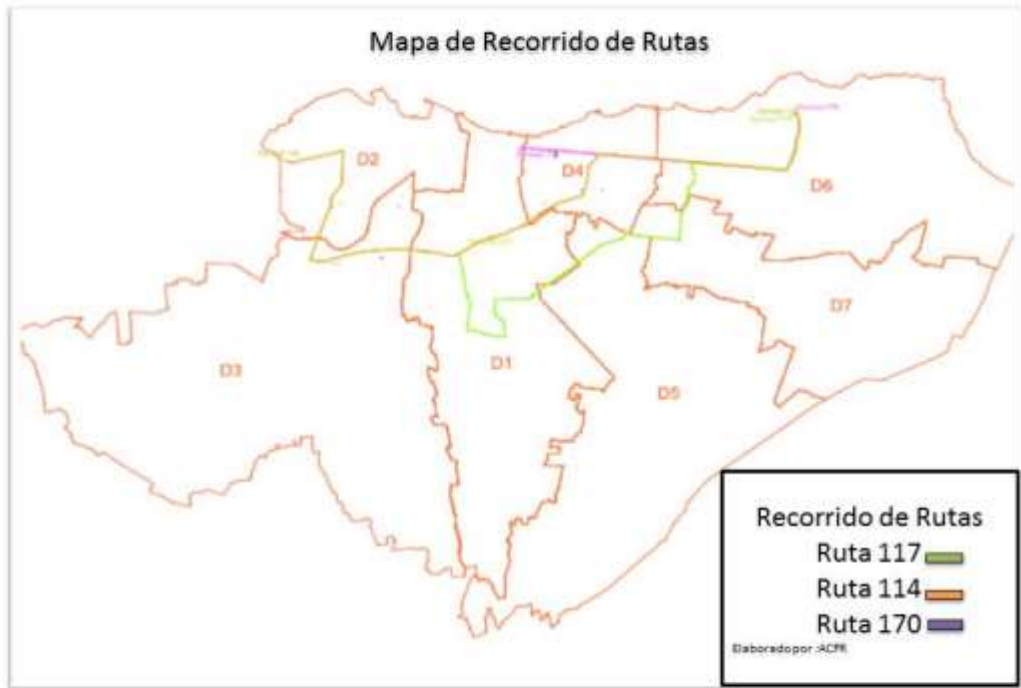 Mapa de Recorrido de Rutas
D2
D4
D6
D7
D3
D1
D5
Recorrido de Rutas
Ruta 117
Ruta 114
Ruta 170
Elaborado por :ACPR